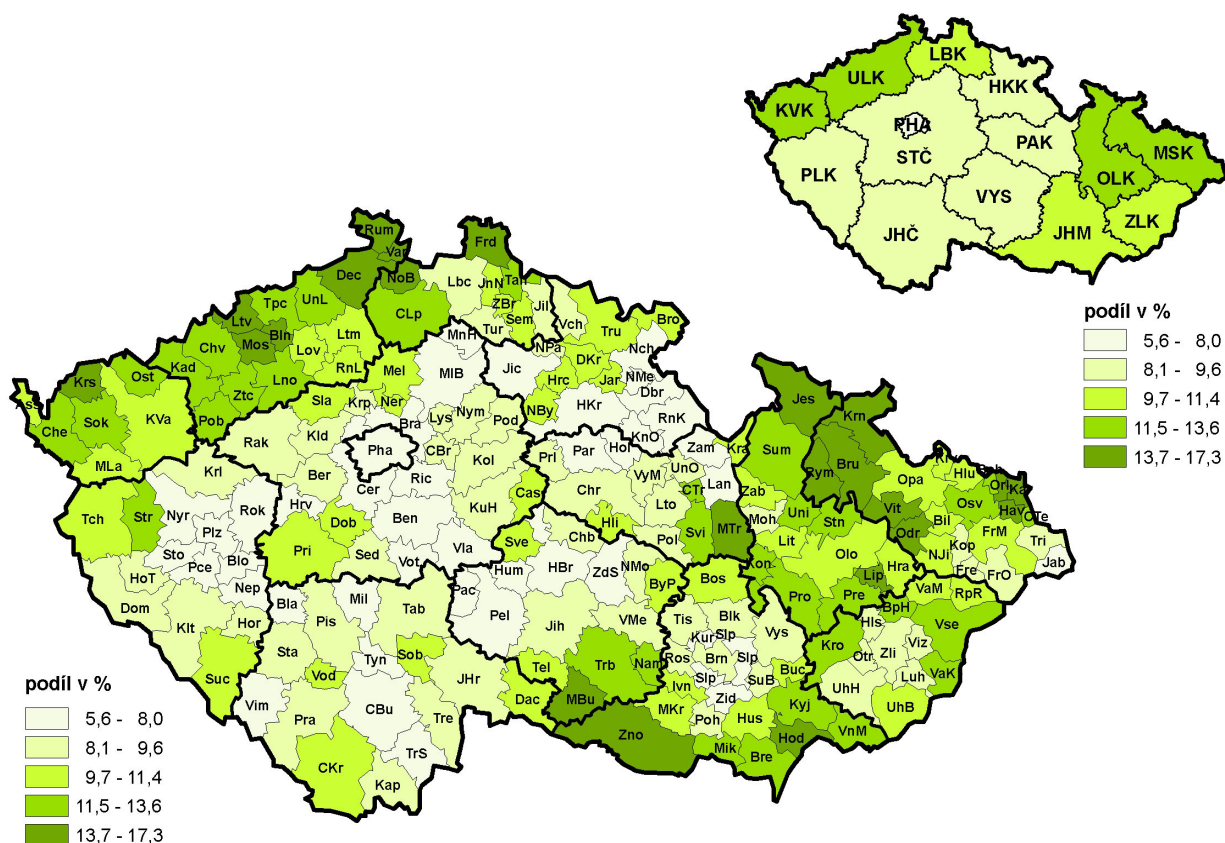 LBK
ULK
HKK
KVK
PHA
PAK
STČ
MSK
PLK
OLK
VYS
ZLK
JHČ
JHM
podíl v %
5,6 - 8,0
8,1 - 9,6
9,7 - 11,4
11,5 - 13,6
13,7 - 17,3
Rum
Var
Frd
Dec
NoB
Lbc
JnN
Tan
Tpc
UnL
CLp
ZBr
Jil
Sem
Vch
Tru
Bro
Ltv
Bln
Mos
Ltm
Tur
MnH
Chv
Lov
NPa
Nch
Kad
RnL
Mel
MlB
Jic
DKr
Krs
Ost
Lno
Hrc
Jar
NMe
Dbr
Ztc
Sla
Krp
Ner
NBy
HKr
RnK
Jes
Krn
Che
Sok
KVa
Pob
Bra
Lys
Nym
Pod
KnO
MLa
Rak
Kld
Pha
CBr
Kol
Prl
Par
Hol
Zam
Kra
Sum
Rym
Bru
Krl
Ber
Ric
VyM
UnO
Opa
Hlu
Tch
Str
Nyr
Rok
Hrv
Cer
Cas
Chr
Lto
CTr
Lan
Zab
Vit
Osv
Orl
Hav
Plz
Dob
Ben
KuH
Hli
Svi
MTr
Moh
Uni
Stn
Bil
FrM
Tri
Sto
Pce
Blo
Pri
Sed
Vot
Vla
Sve
Chb
Pol
Lit
Olo
Odr
NJi
Kop
Jab
HoT
Nep
Hum
HBr
ZdS
NMo
Kon
Hra
Fre
FrO
Dom
Bla
Mil
Tab
Pac
Pel
ByP
Bos
Pro
Pre
Lip
VaM
RpR
Klt
Hor
Pis
Jih
VMe
Tis
Blk
Vys
BpH
Hls
Vse
Sta
Kur
Slp
Kro
Viz
Suc
Vod
Tyn
Sob
Tel
Trb
Nam
Ros
Brn
Slp
Buc
Otr
Zli
Luh
VaK
Vim
JHr
Dac
MBu
Ivn
Slp
SuB
UhH
Pra
CBu
Tre
MKr
Zid
Kyj
UhB
Zno
Poh
Hus
VnM
TrS
Mik
Hod
CKr
Kap
Bre
podíl v %
5,6 - 8,0
8,1 - 9,6
9,7 - 11,4
11,5 - 13,6
13,7 - 17,3